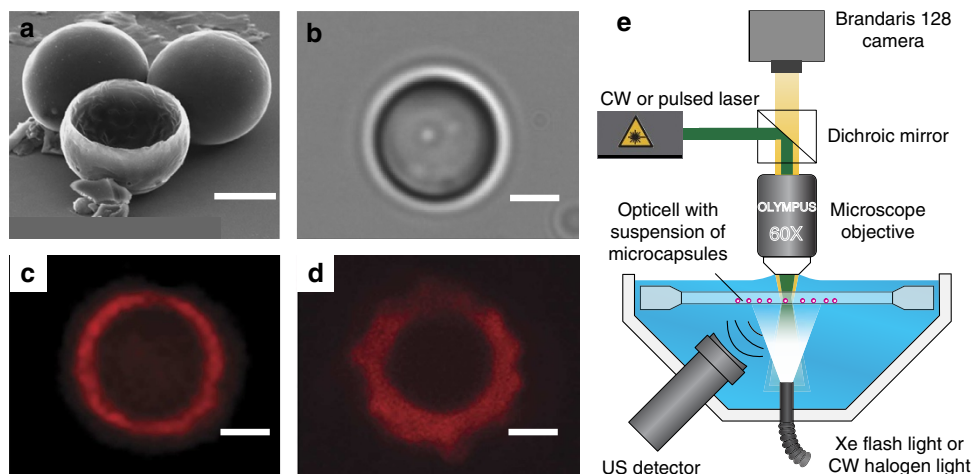 a
b
c
d
e
Brandaris 128
camera
CW or pulsed laser
Dichroic mirror
OLYMPUS
60X
Microscope
objective
Opticell with
suspension of
microcapsules
US detector
Xe flash light or
CW halogen light